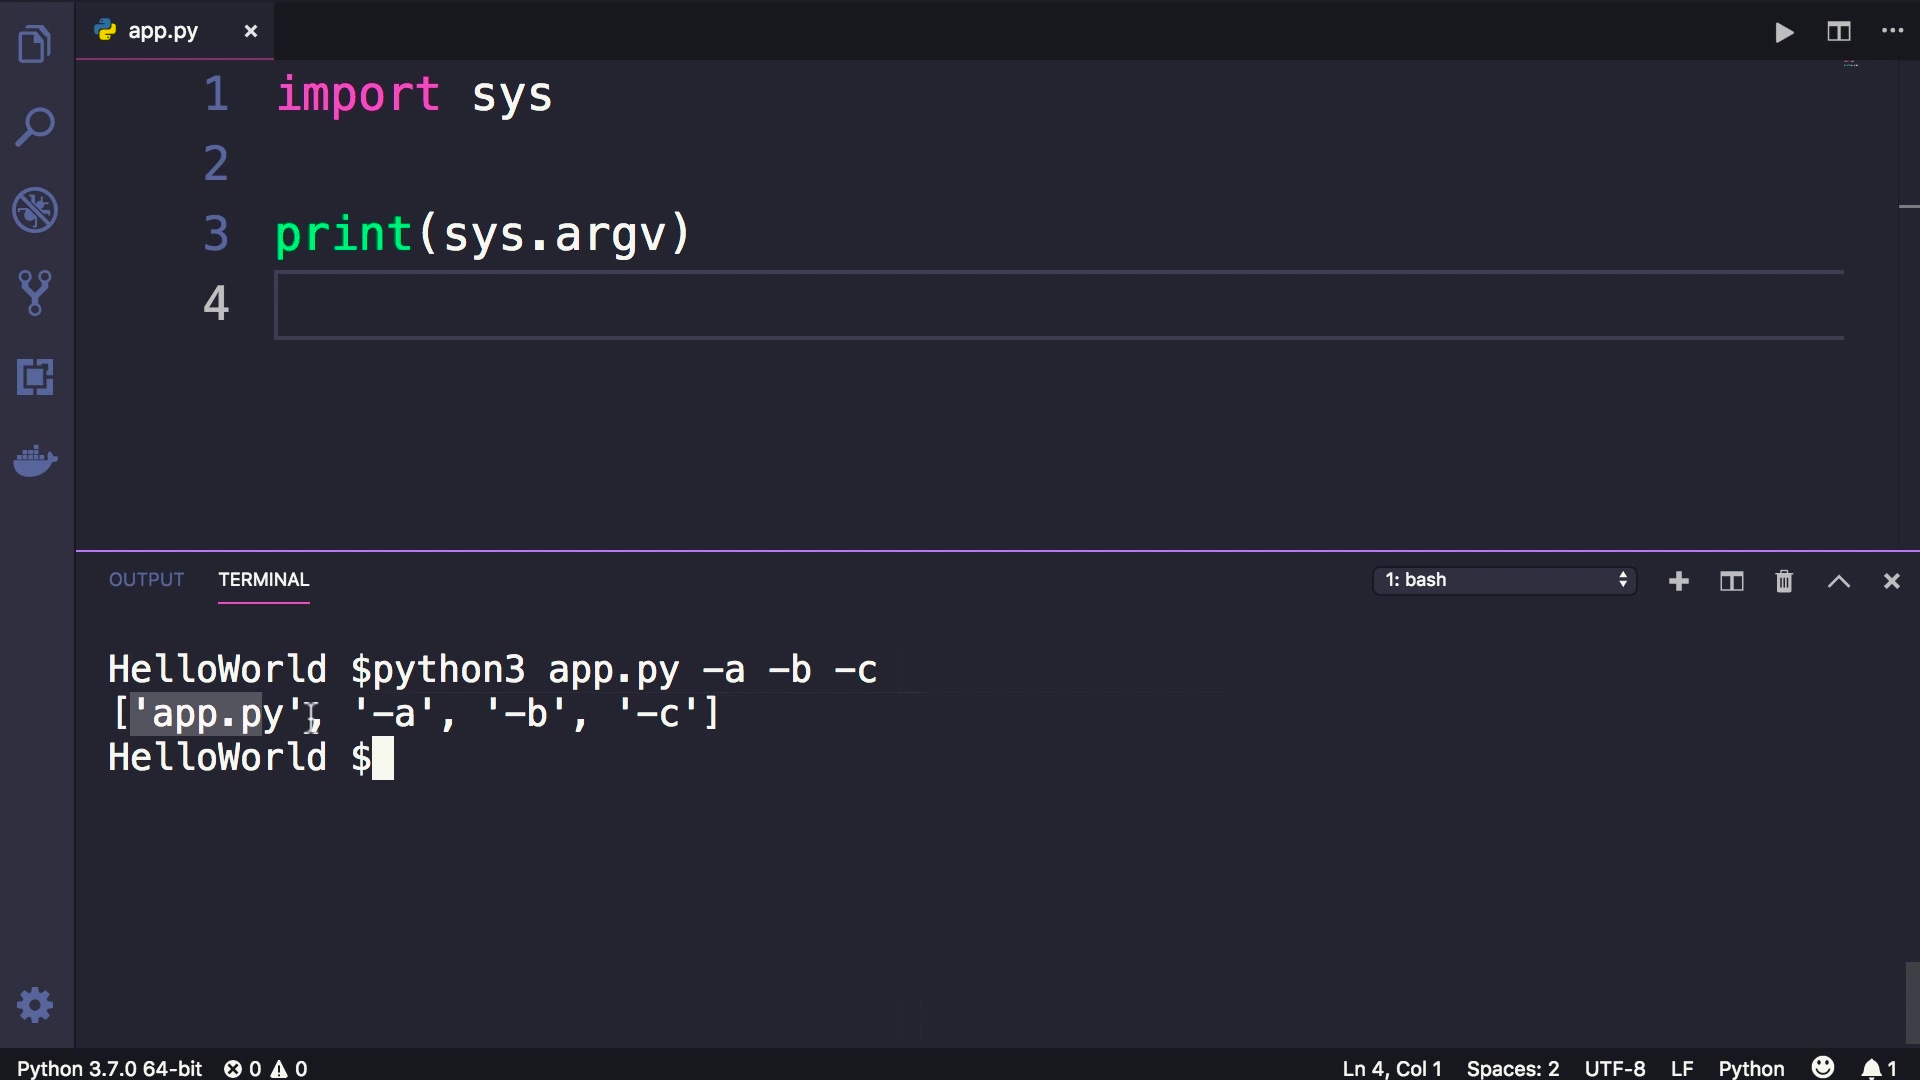 app.py
1 import sys
2
3 print(sys.argv)
4
OUTPUT TERMINAL 1: bash
HelloWorld $python3 app.py -a -b -c
['app.py', '-a', '-b', '-c']
HelloWorld $
Python 3.7.0 64-bit 0 0 Ln 4, Col 1 Spaces: 2 UTF-8 LF Python 1